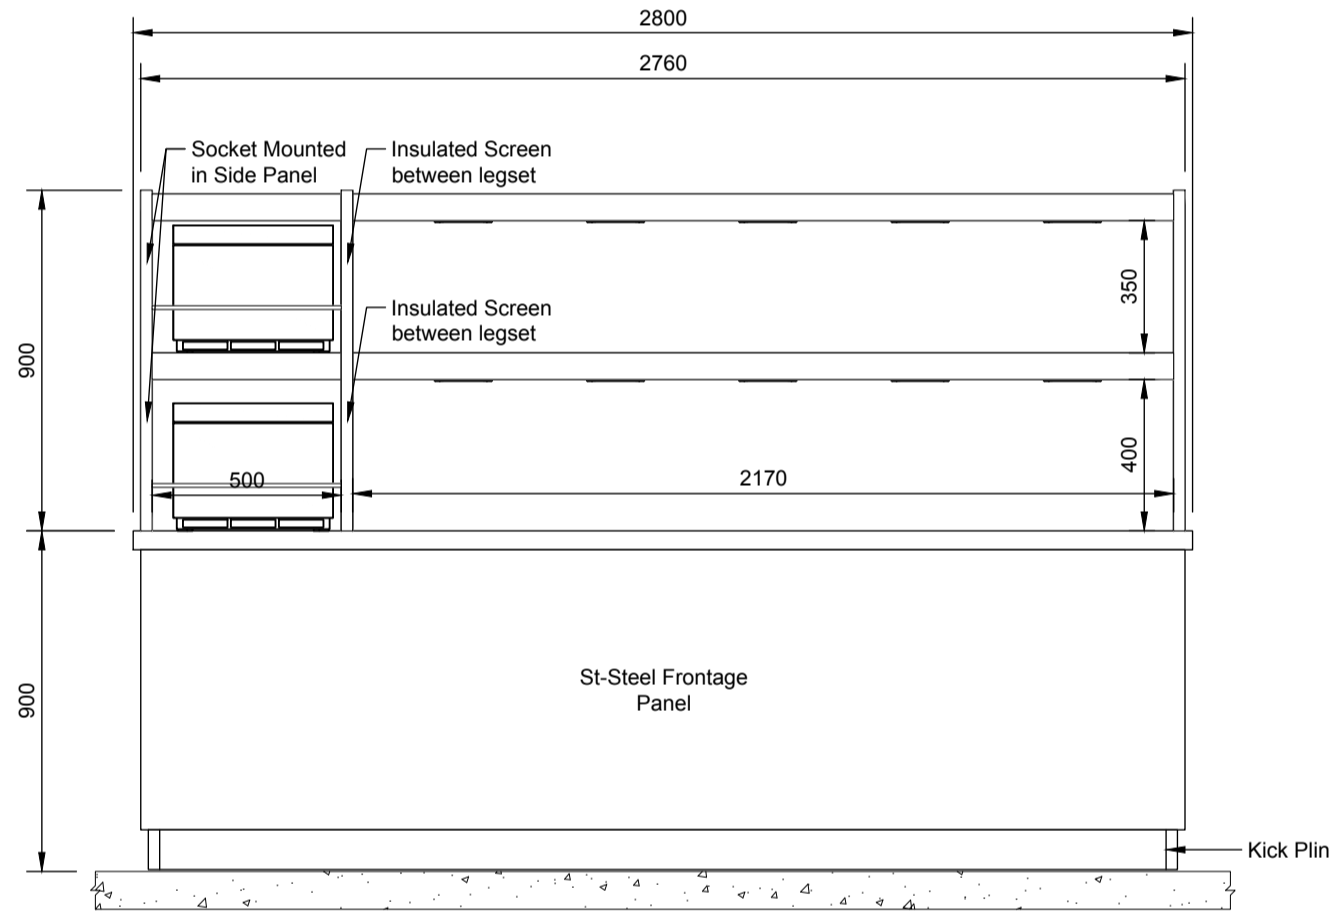 2800
2760
Socket Mounted
in Side Panel
Insulated Screen
between legset
350
Insulated Screen
between legset
900
400
500
2170
St-Steel Frontage
Panel
900
Kick Plin